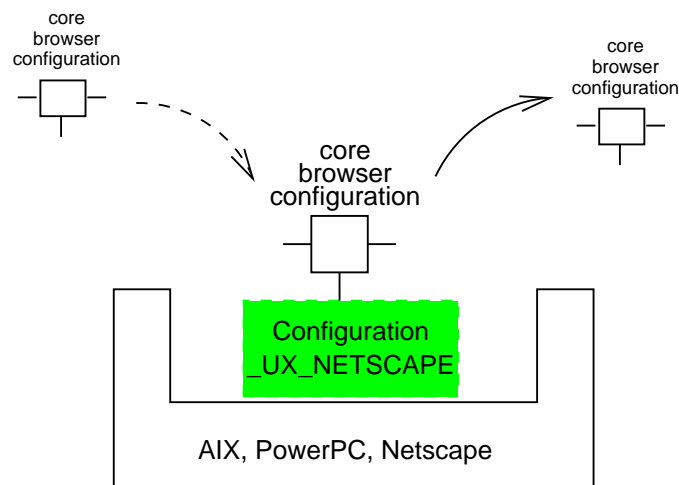 core
browser
configuration
core
browser
configuration
core
browser
configuration
Configuration
_UX_NETSCAPE
AIX, PowerPC, Netscape